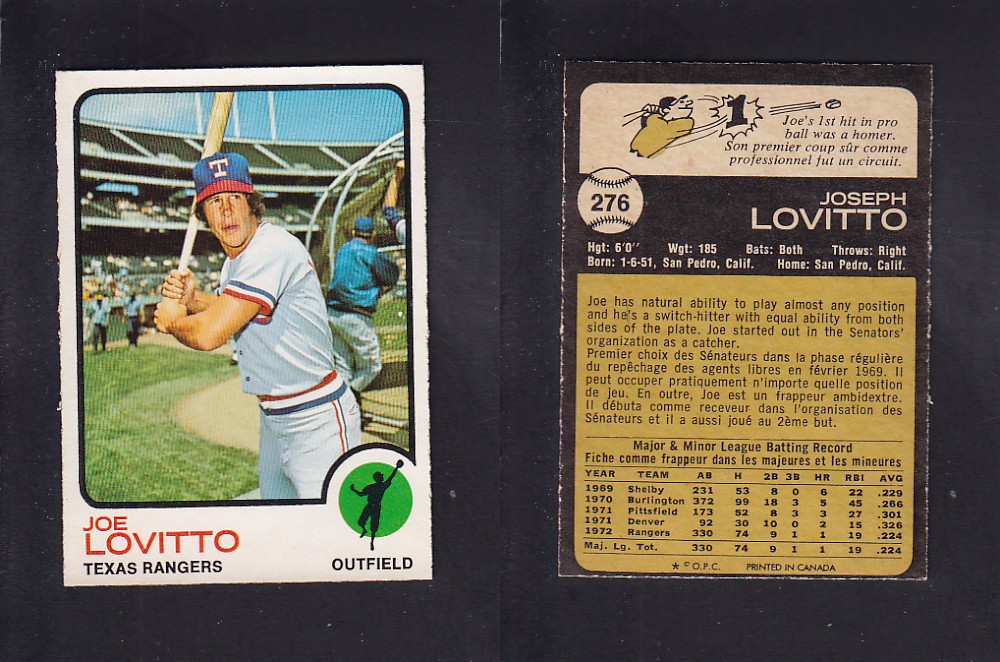 T
JOE
LOVITTO
TEXAS RANGERS
OUTFIELD
1
Joe's 1st hit in pro
ball was a homer.
Son premier coup sûr comme
professionnel fut un circuit.
276
JOSEPH
LOVITTO
Hgt: 6'0" Wgt: 185 Bats: Both Throws: Right
Born: 1-6-51, San Pedro, Calif. Home: San Pedro, Calif.
Joe has natural ability to play almost any position
and he's a switch-hitter with equal ability from both
sides of the plate. Joe started out in the Senators'
organization as a catcher.
Premier choix des Sénateurs dans la phase régulière
du repêchage des agents libres en février 1969. Il
peut occuper pratiquement n'importe quelle position
de jeu. En outre, Joe est un frappeur ambidextre.
Il débuta comme receveur dans l'organisation des
Sénateurs et il a aussi joué au 2ème but.
Major & Minor League Batting Record
Fiche comme frappeur dans les majeures et les mineures
YEAR TEAM AB H 2B 3B HR RBI AVG
1969 Shelby 231 53 8 0 6 22 .229
1970 Burlington 372 99 18 3 5 45 .266
1971 Pittsfield 173 52 8 3 3 27 .301
1971 Denver 92 30 10 0 2 15 .326
1972 Rangers 330 74 9 1 1 19 .224
Maj. Lg. Tot. 330 74 9 1 1 19 .224
* © O.P.C. PRINTED IN CANADA